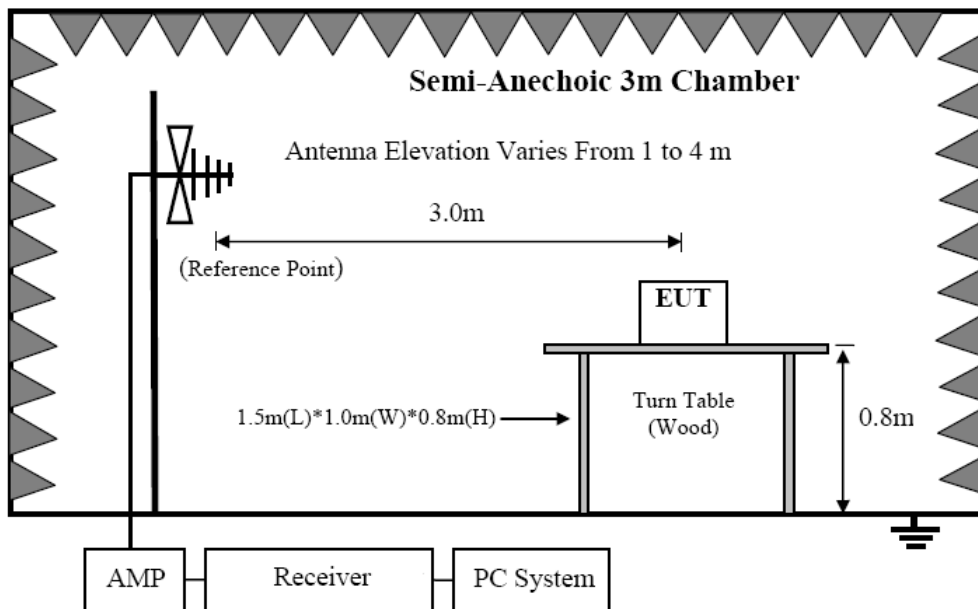 Semi-Anechoic 3m Chamber
Antenna Elevation Varies From 1 to 4 m
3.0m
(Reference Point)
EUT
1.5m(L)*1.0m(W)*0.8m(H)
Turn Table
(Wood)
0.8m
AMP
Receiver
PC System